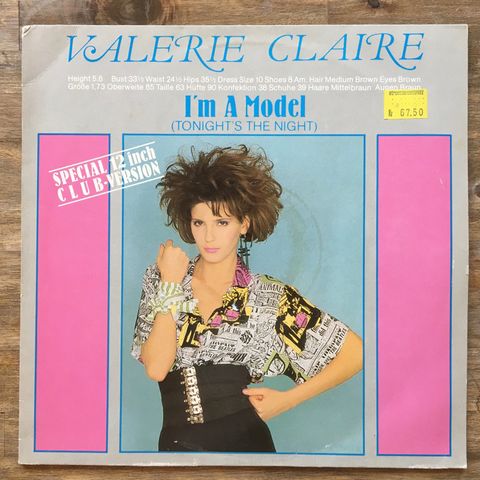 VALERIE CLAIRE
Height 5.8 Bust 33½ Waist 24½ Hips 35½ Dress Size 10 Shoes 8 Am. Hair Medium Brown Eyes Brown
Größe 1,73 Oberweite 85 Taille 63 Hüfte 90 Konfektion 38 Schuhe 39 Haare Mittelbraun Augen Braun
I'm A Model
(TONIGHT'S THE NIGHT)
67.50
SPECIAL 12 inch
CLUB-VERSION